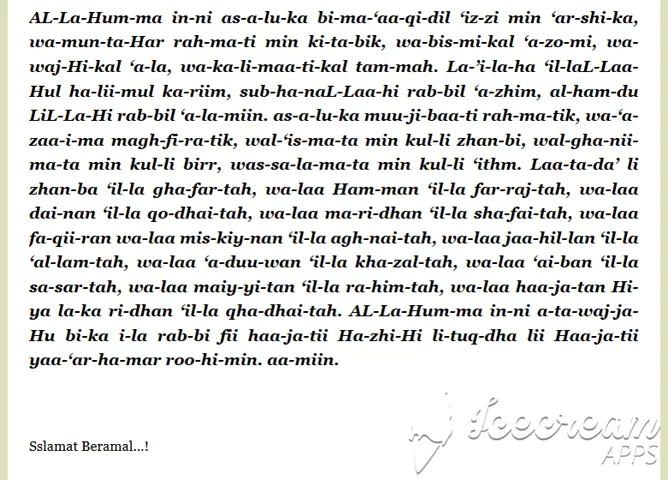 AL-La-Hum-ma in-ni as-a-lu-ka bi-ma-‘aa-qi-dil ‘iz-zi min ‘ar-shi-ka,
wa-mun-ta-Har rah-ma-ti min ki-ta-bik, wa-bis-mi-kal ‘a-zo-mi, wa-
waj-Hi-kal ‘a-la, wa-ka-li-maa-ti-kal tam-mah. La-’i-la-ha ‘il-laL-Laa-
Hul ha-lii-mul ka-riim, sub-ha-naL-Laa-hi rab-bil ‘a-zhim, al-ham-du
LiL-La-Hi rab-bil ‘a-la-miin. as-a-lu-ka muu-ji-baa-ti rah-ma-tik, wa-‘a-
zaa-i-ma magh-fi-ra-tik, wal-‘is-ma-ta min kul-li zhan-bi, wal-gha-nii-
ma-ta min kul-li birr, was-sa-la-ma-ta min kul-li ‘ithm. Laa-ta-da’ li
zhan-ba ‘il-la gha-far-tah, wa-laa Ham-man ‘il-la far-raj-tah, wa-laa
dai-nan ‘il-la qo-dhai-tah, wa-laa ma-ri-dhan ‘il-la sha-fai-tah, wa-laa
fa-qii-ran wa-laa mis-kiy-nan ‘il-la agh-nai-tah, wa-laa jaa-hil-lan ‘il-la
‘al-lam-tah, wa-laa ‘a-duu-wan ‘il-la kha-zal-tah, wa-laa ‘ai-ban ‘il-la
sa-sar-tah, wa-laa maiy-yi-tan ‘il-la ra-him-tah, wa-laa haa-ja-tan Hi-
ya la-ka ri-dhan ‘il-la qha-dhai-tah. AL-La-Hum-ma in-ni a-ta-waj-ja-
Hu bi-ka i-la rab-bi fii haa-ja-tii Ha-zhi-Hi li-tuq-dha lii Haa-ja-tii
yaa-‘ar-ha-mar roo-hi-min. aa-miin.
Sslamat Beramal...!
Icecream
APPS